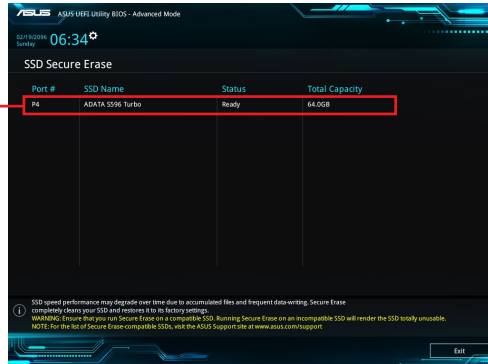 ASUS ASUS UEFI Utility BIOS - Advanced Mode
02/19/2096
Sunday
06:34
SSD Secure Erase
Port # SSD Name Status Total Capacity
P4 ADATA S596 Turbo Ready 64.0GB
SSD speed performance may degrade over time due to accumulated files and frequent data-writing. Secure Erase
completely cleans your SSD and restores it to its factory settings.
WARNING: Ensure that you run Secure Erase on a compatible SSD. Running Secure Erase on an incompatible SSD will render the SSD totally unusable.
NOTE: For the list of Secure Erase-compatible SSDs, visit the ASUS Support site at www.asus.com/support
Exit